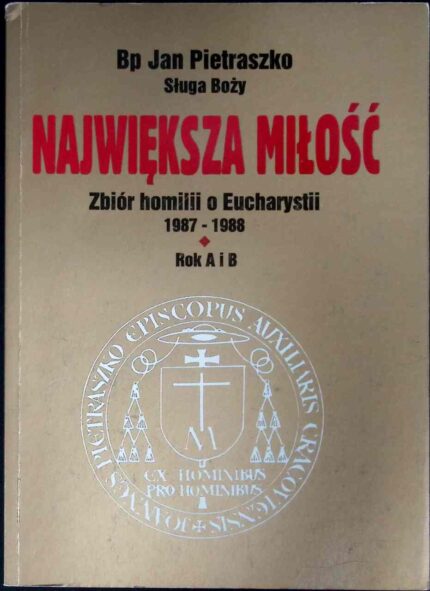 Bp Jan Pietraszko
Sługa Boży
NAJWIĘKSZA MIŁOŚĆ
Zbiór homilii o Eucharystii
1987 - 1988
Rok A i B
JOANNES PIETRASZKO EPISCOPUS AUXILIARIS CRACOVIENSIS
M
EX HOMINIBUS
PRO HOMINIBUS